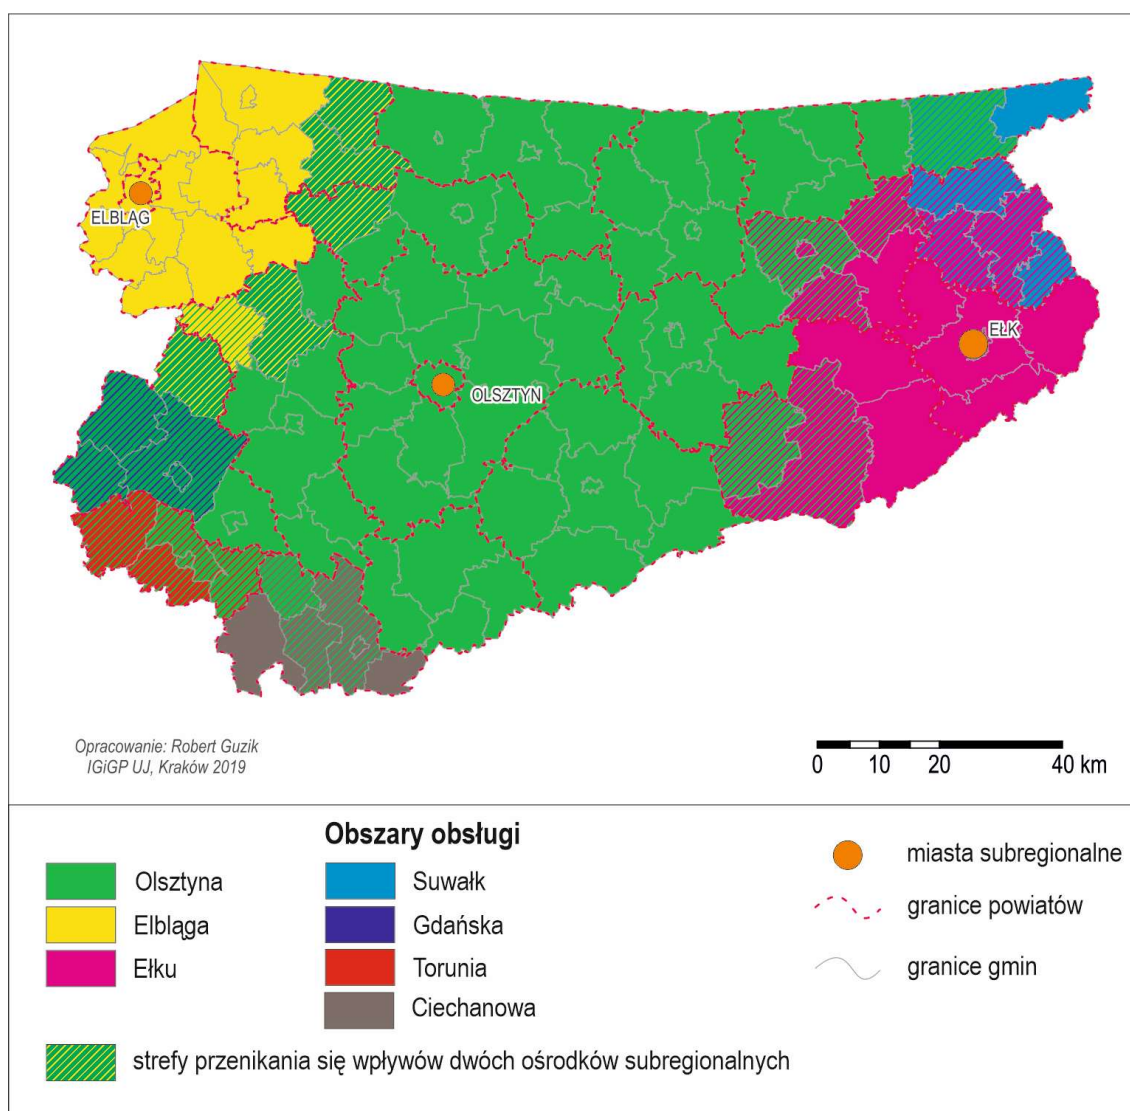 ELBLĄG
EŁK
OLSZTYN
Opracowanie: Robert Guzik
IGiGP UJ, Kraków 2019
0 10 20 40 km
Obszary obsługi
Olsztyna
Elbląga
Ełku
Suwałk
Gdańska
Torunia
Ciechanowa
miasta subregionalne
granice powiatów
granice gmin
strefy przenikania się wpływów dwóch ośrodków subregionalnych